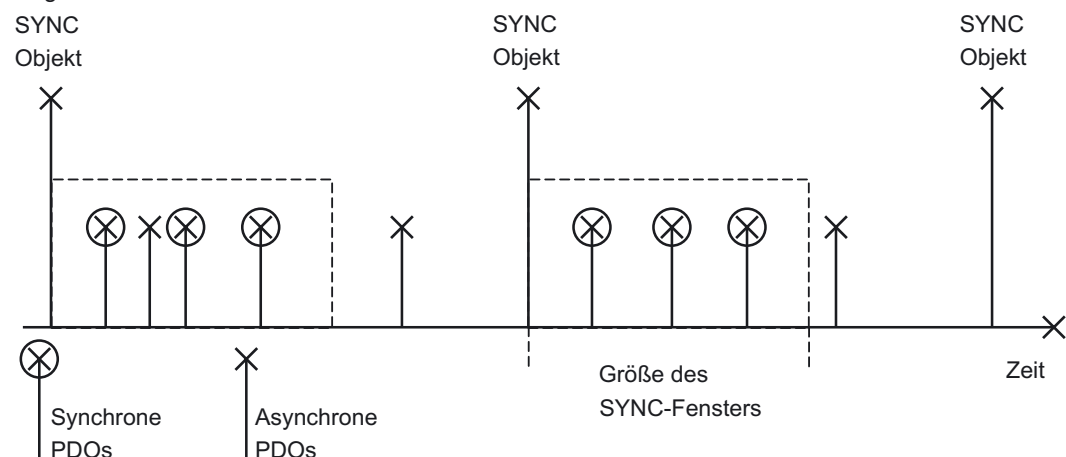 SYNC
Objekt
SYNC
Objekt
SYNC
Objekt
Zeit
Größe des
SYNC-Fensters
Synchrone
PDOs
Asynchrone
PDOs